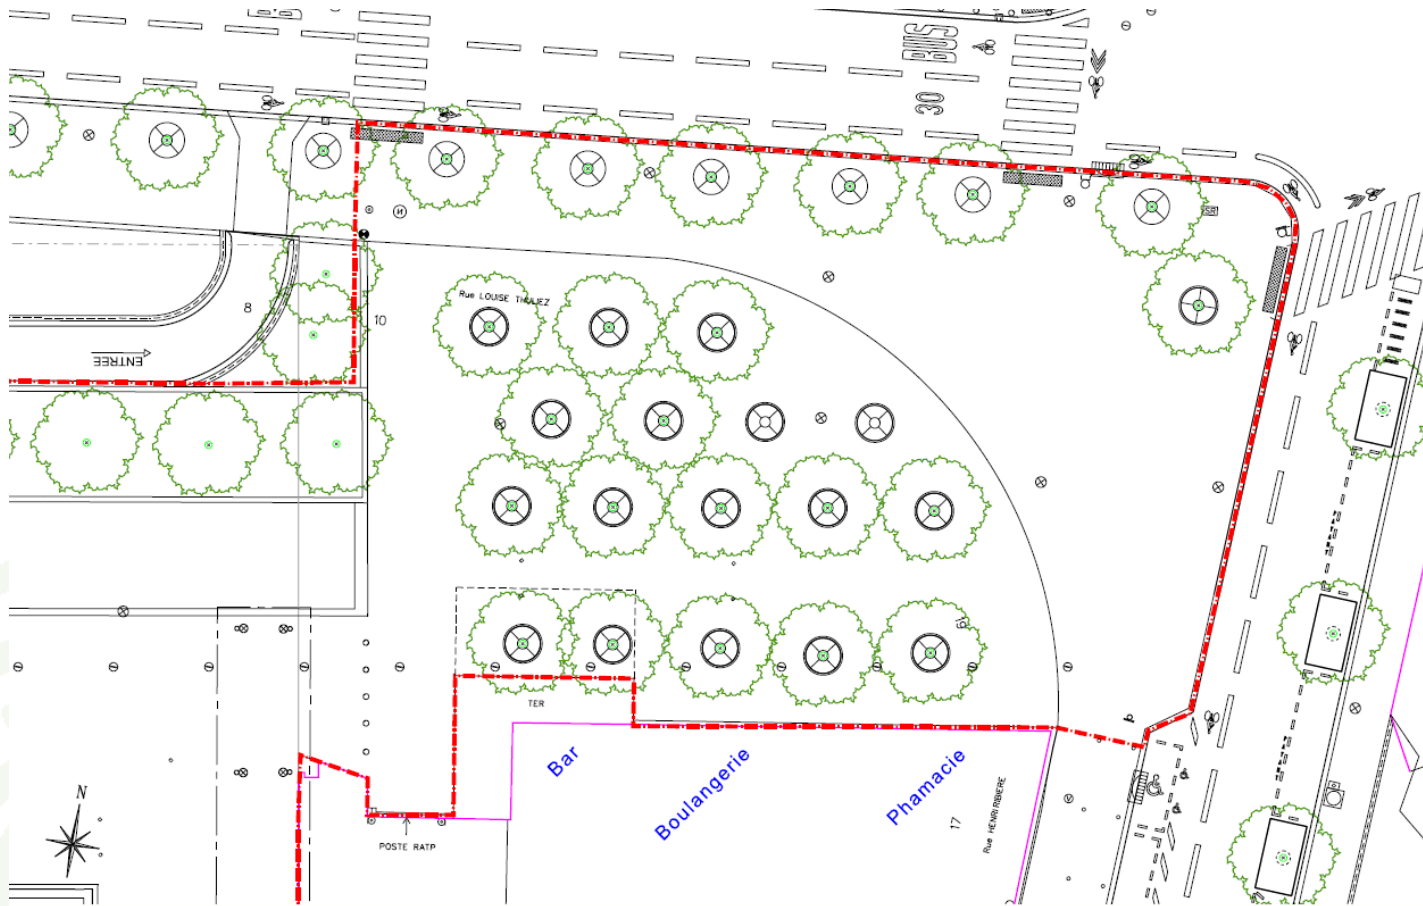 BUS
30
Rue LOUISE THULIEZ
10
8
ENTREE
19
TER
Bar
Boulangerie
Phamacie
17
Rue HENRI RIBIERE
N
POSTE RATP